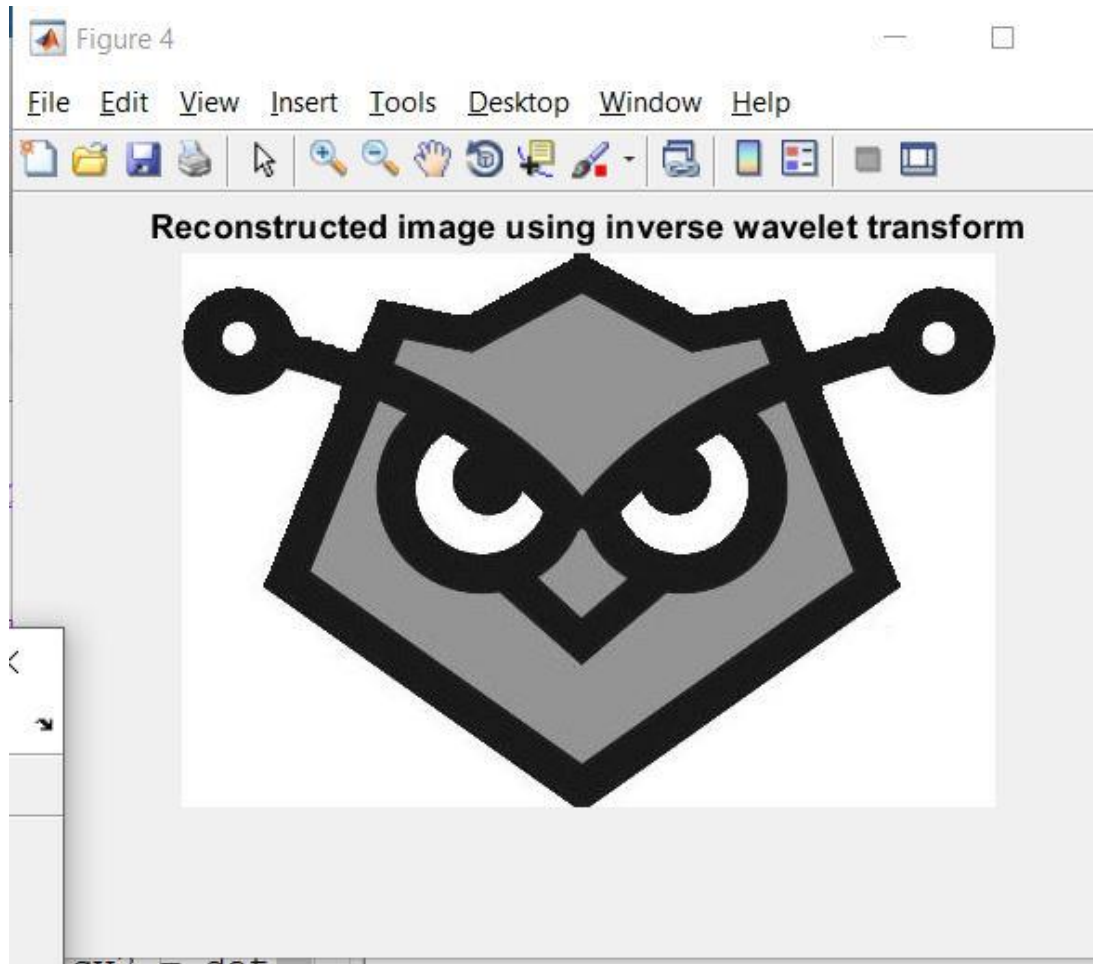 Figure 4
File Edit View Insert Tools Desktop Window Help
Reconstructed image using inverse wavelet transform